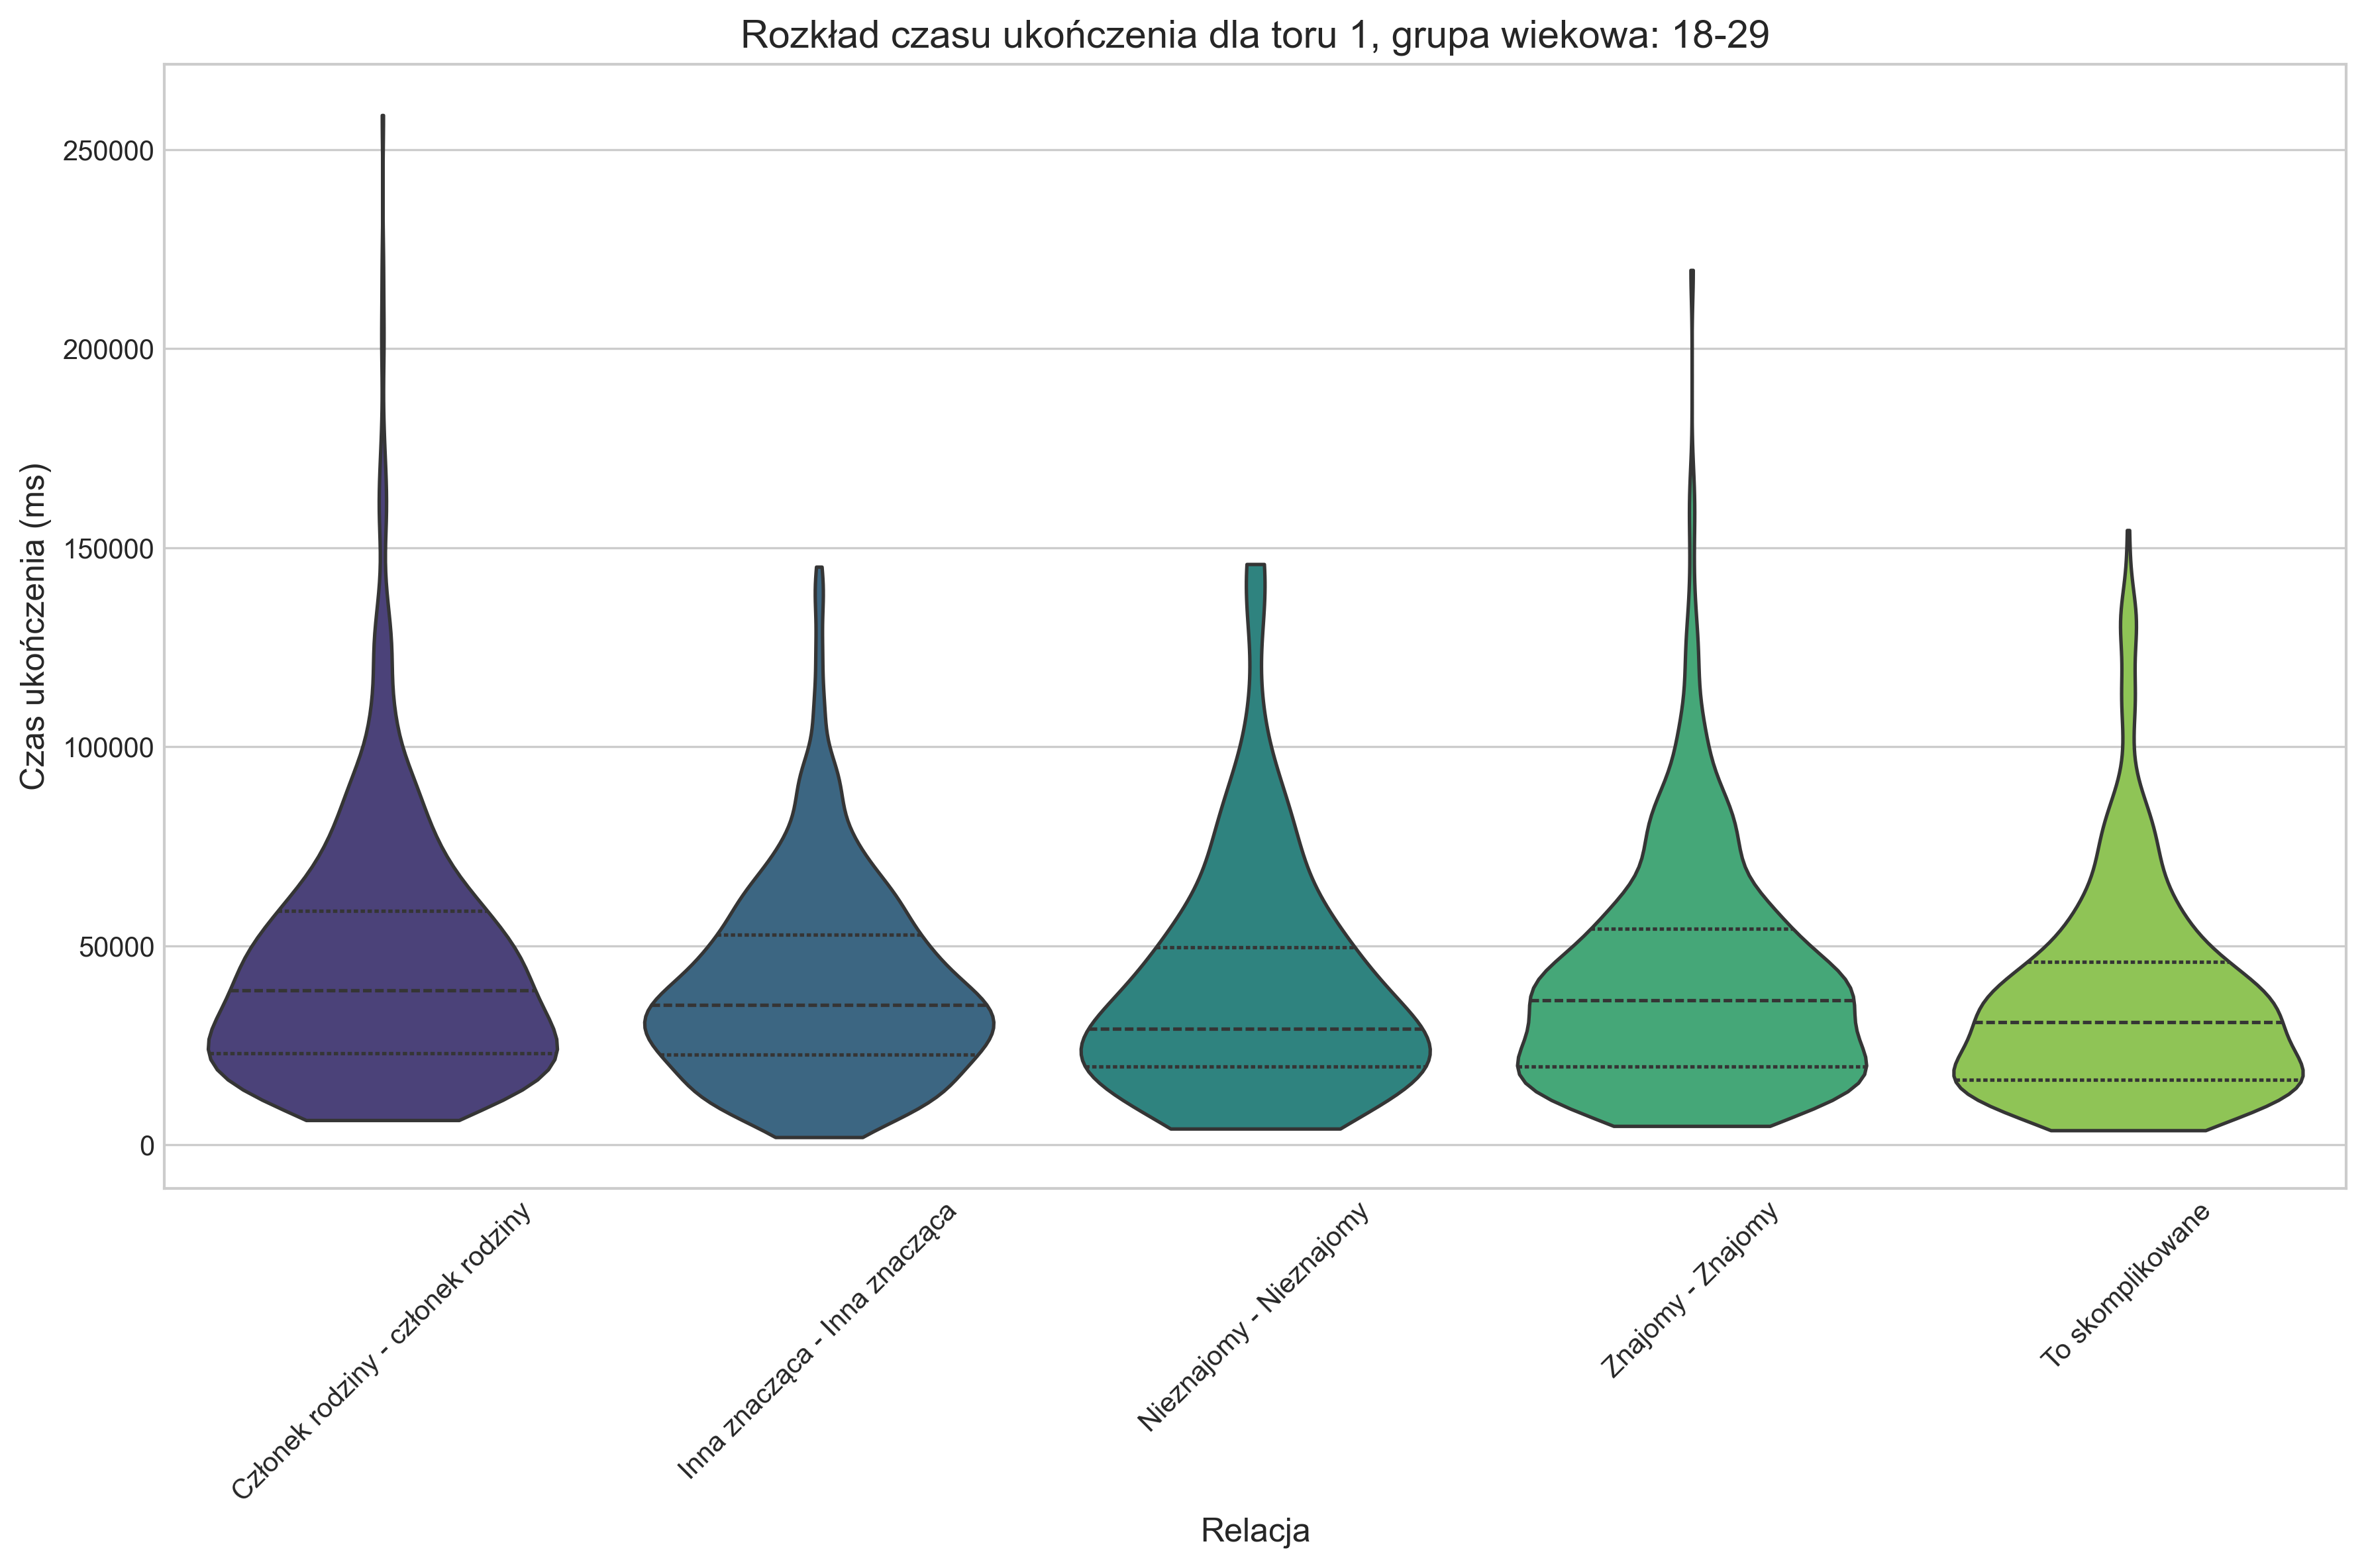 Rozkład czasu ukończenia dla toru 1, grupa wiekowa: 18-29
Czas ukończenia (ms)
250000
200000
150000
100000
50000
0
Członek rodziny - członek rodziny
Inna znacząca - Inna znacząca
Nieznajomy - Nieznajomy
Znajomy - Znajomy
To skomplikowane
Relacja